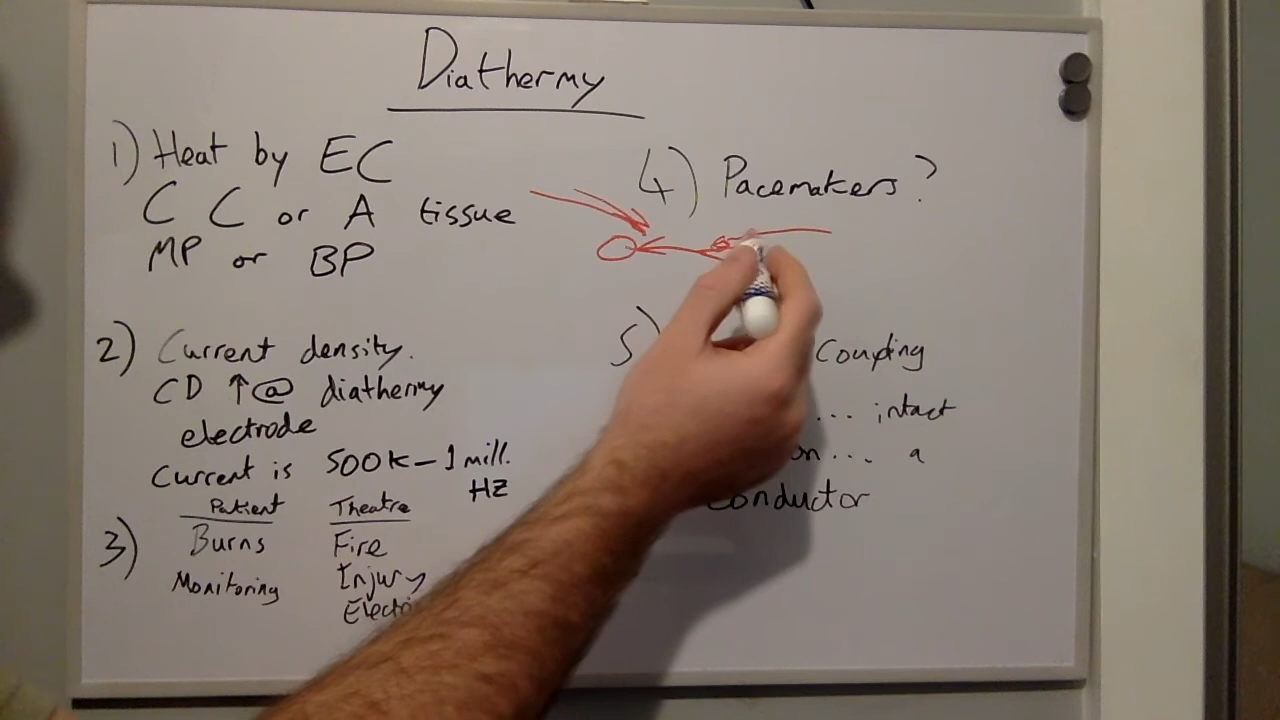 Diathermy
1) Heat by EC
C C or A tissue
MP or BP
2) Current density.
CD ↑@ diathermy
electrode
Current is 500K-1 mill.
HZ
Patient Theatre
3) Burns Fire
Monitoring Injury
4) Pacemakers?
5) Coupling
... intact
... a
conductor